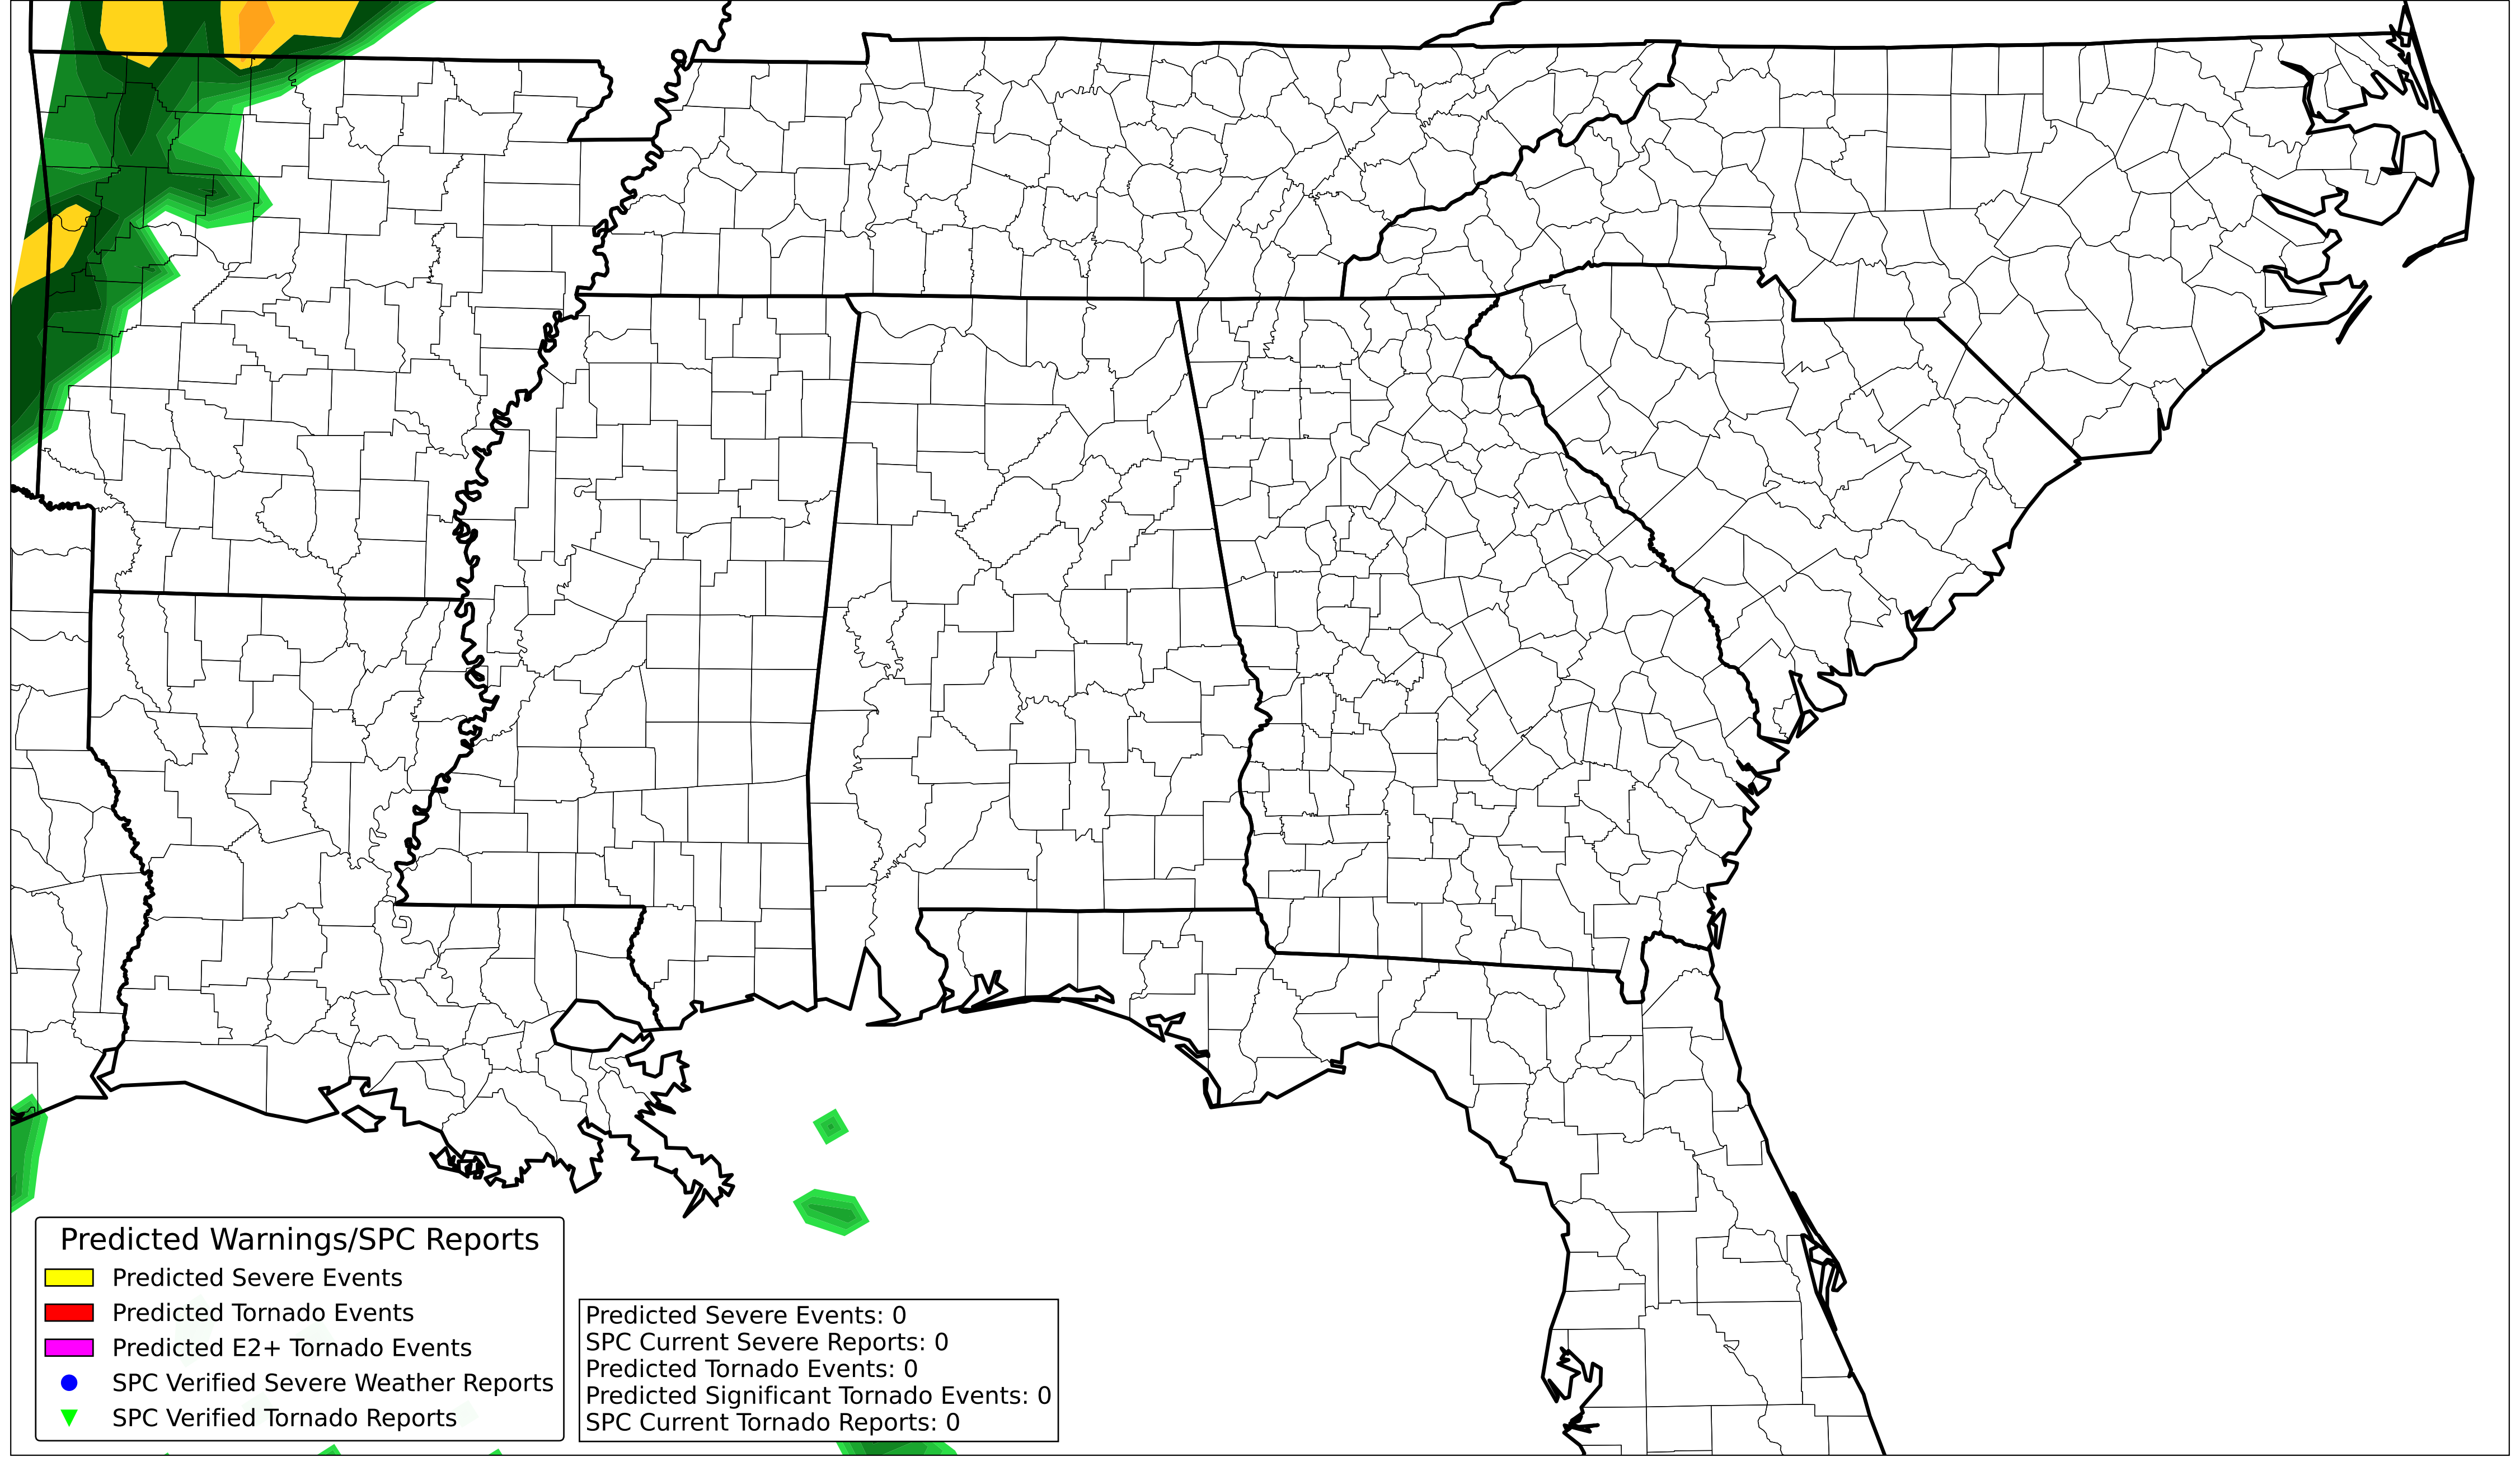 Predicted Warnings/SPC Reports
Predicted Severe Events
Predicted Tornado Events
Predicted E2+ Tornado Events
SPC Verified Severe Weather Reports
SPC Verified Tornado Reports
Predicted Severe Events: 0
SPC Current Severe Reports: 0
Predicted Tornado Events: 0
Predicted Significant Tornado Events: 0
SPC Current Tornado Reports: 0